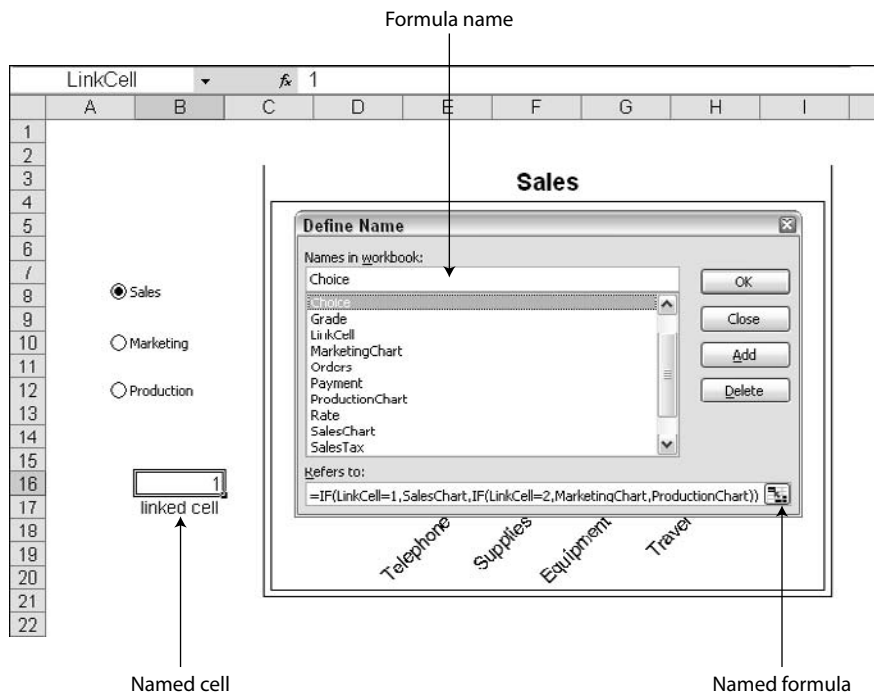 Formula name
LinkCell fx 1
A B C D E F G H I
1
2
3
Sales
4
5
Define Name
6
Names in workbook:
7
Choice
OK
8
Sales
Choice
9
Grade
Close
LinkCell
10
Marketing
MarketingChart
Add
11
Orders
Payment
12
Production
ProductionChart
Delete
13
Rate
14
SalesChart
SalesTax
15
Refers to:
16
1
=IF(LinkCell=1,SalesChart,IF(LinkCell=2,MarketingChart,ProductionChart))
17
linked cell
18
Telephone Supplies Equipment Travel
19
20
21
22
Named cell
Named formula